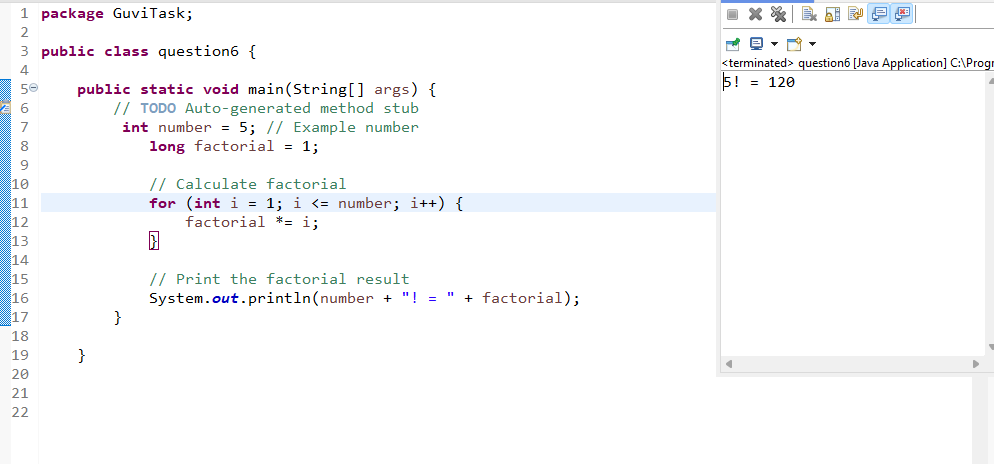 1 package GuviTask;
2
3 public class question6 {
4
5 public static void main(String[] args) {
6 // TODO Auto-generated method stub
7 int number = 5; // Example number
8 long factorial = 1;
9
10 // Calculate factorial
11 for (int i = 1; i <= number; i++) {
12 factorial *= i;
13 }
14
15 // Print the factorial result
16 System.out.println(number + "! = " + factorial);
17 }
18
19 }
20
21
22
<terminated> question6 [Java Application] C:\Progr
5! = 120